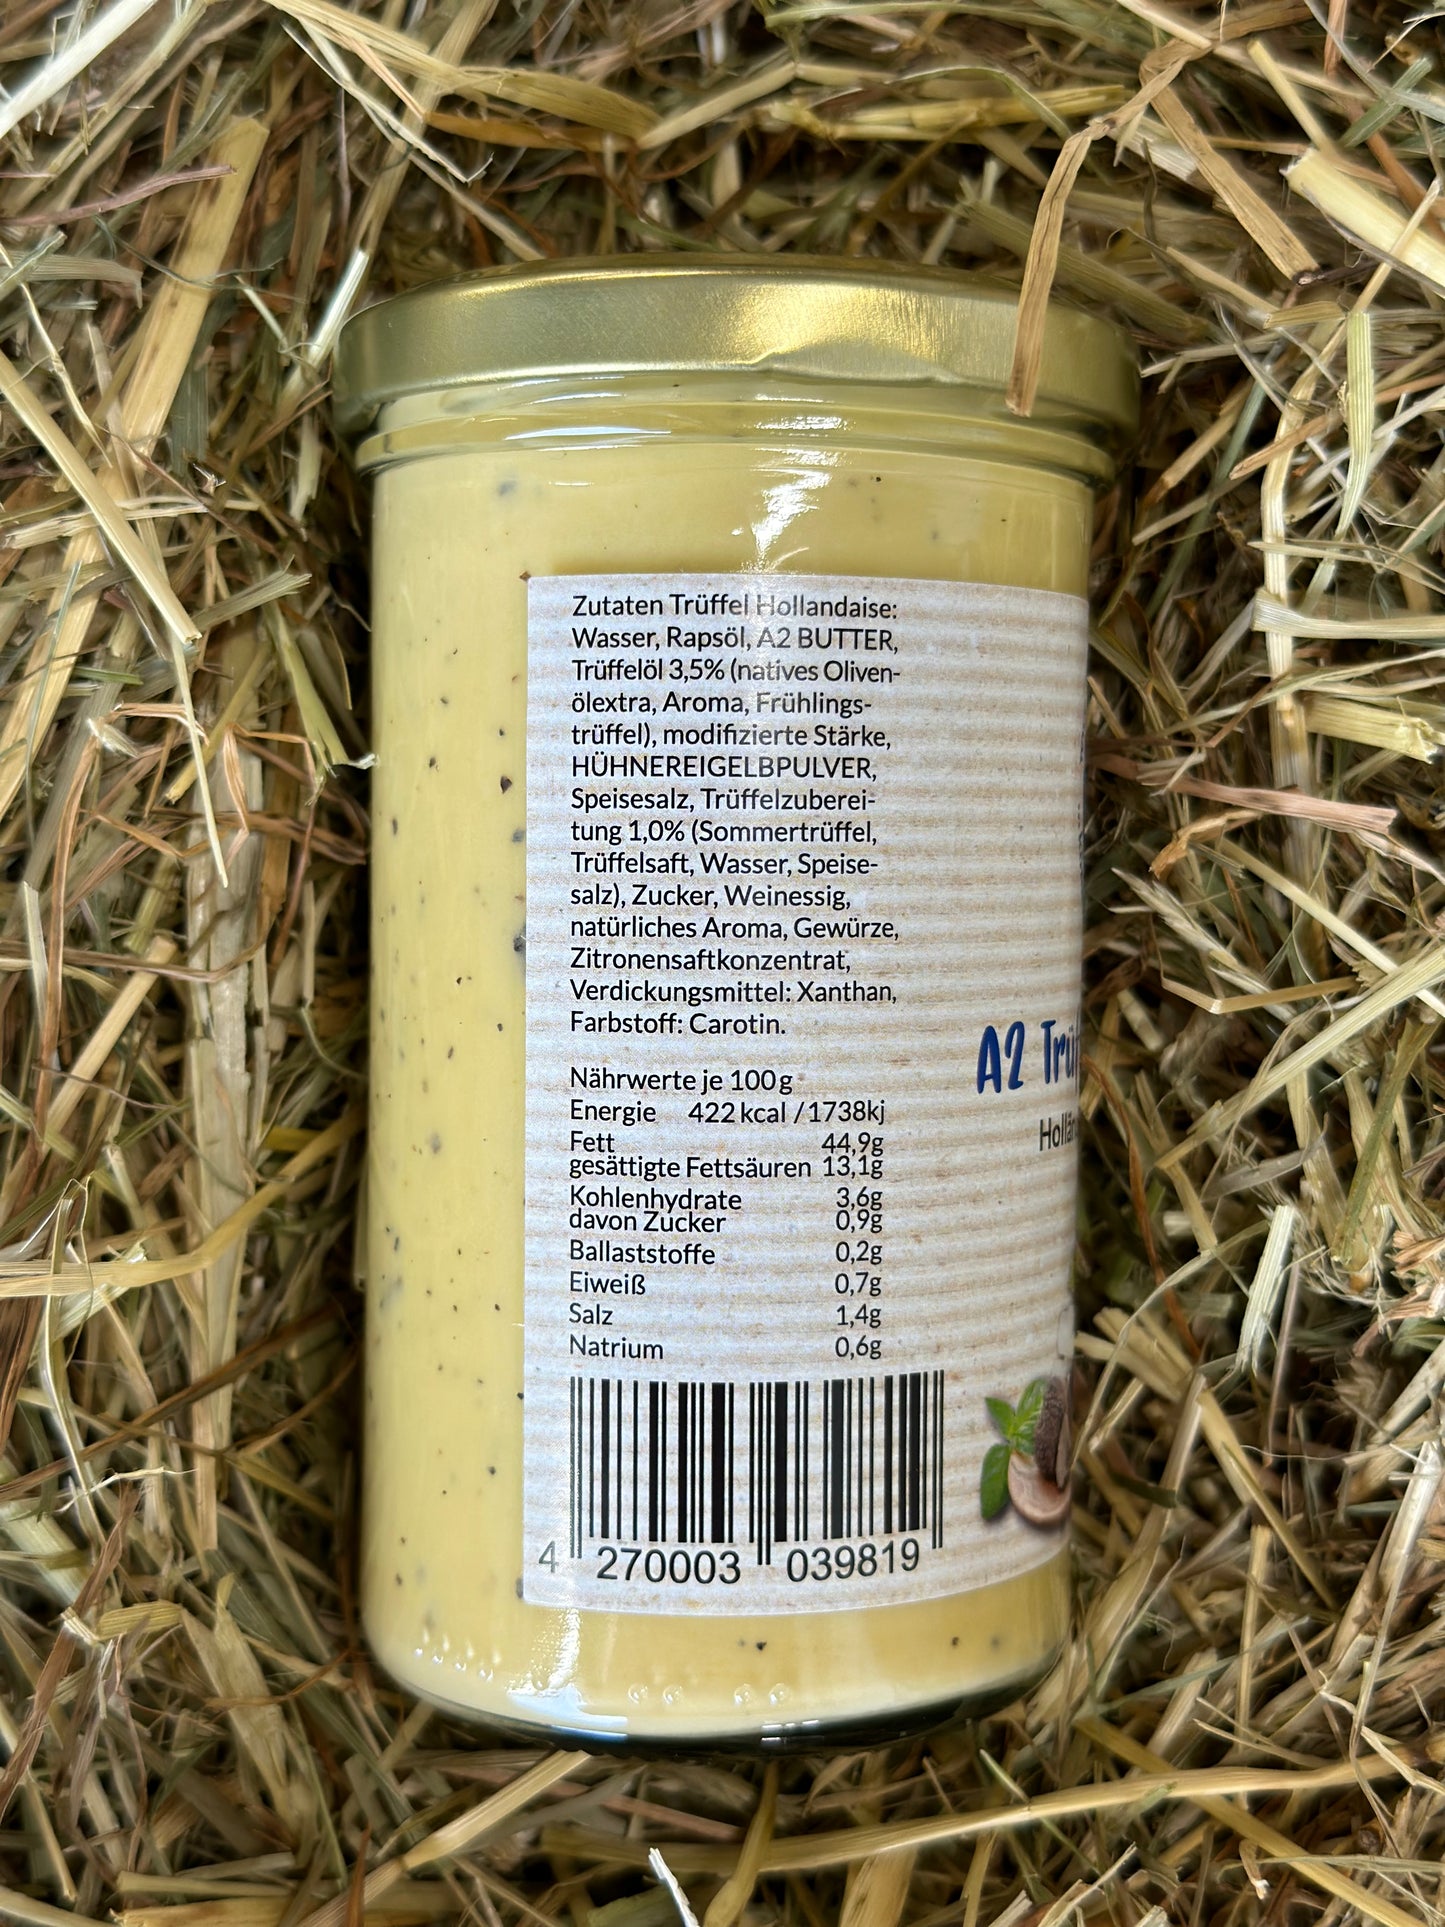 Zutaten Trüffel Hollandaise:
Wasser, Rapsöl, A2 BUTTER,
Trüffelöl 3,5% (natives Oliven-
ölextra, Aroma, Frühlings-
trüffel), modifizierte Stärke,
HÜHNEREIGELBPULVER,
Speisesalz, Trüffelzuberei-
tung 1,0% (Sommertrüffel,
Trüffelsaft, Wasser, Speise-
salz), Zucker, Weinessig,
natürliches Aroma, Gewürze,
Zitronensaftkonzentrat,
Verdickungsmittel: Xanthan,
Farbstoff: Carotin.
Nährwerte je 100g
Energie 422 kcal / 1738kj
Fett 44,9g
gesättigte Fettsäuren 13,1g
Kohlenhydrate 3,6g
davon Zucker 0,9g
Ballaststoffe 0,2g
Eiweiß 0,7g
Salz 1,4g
Natrium 0,6g
4 270003 039819
A2